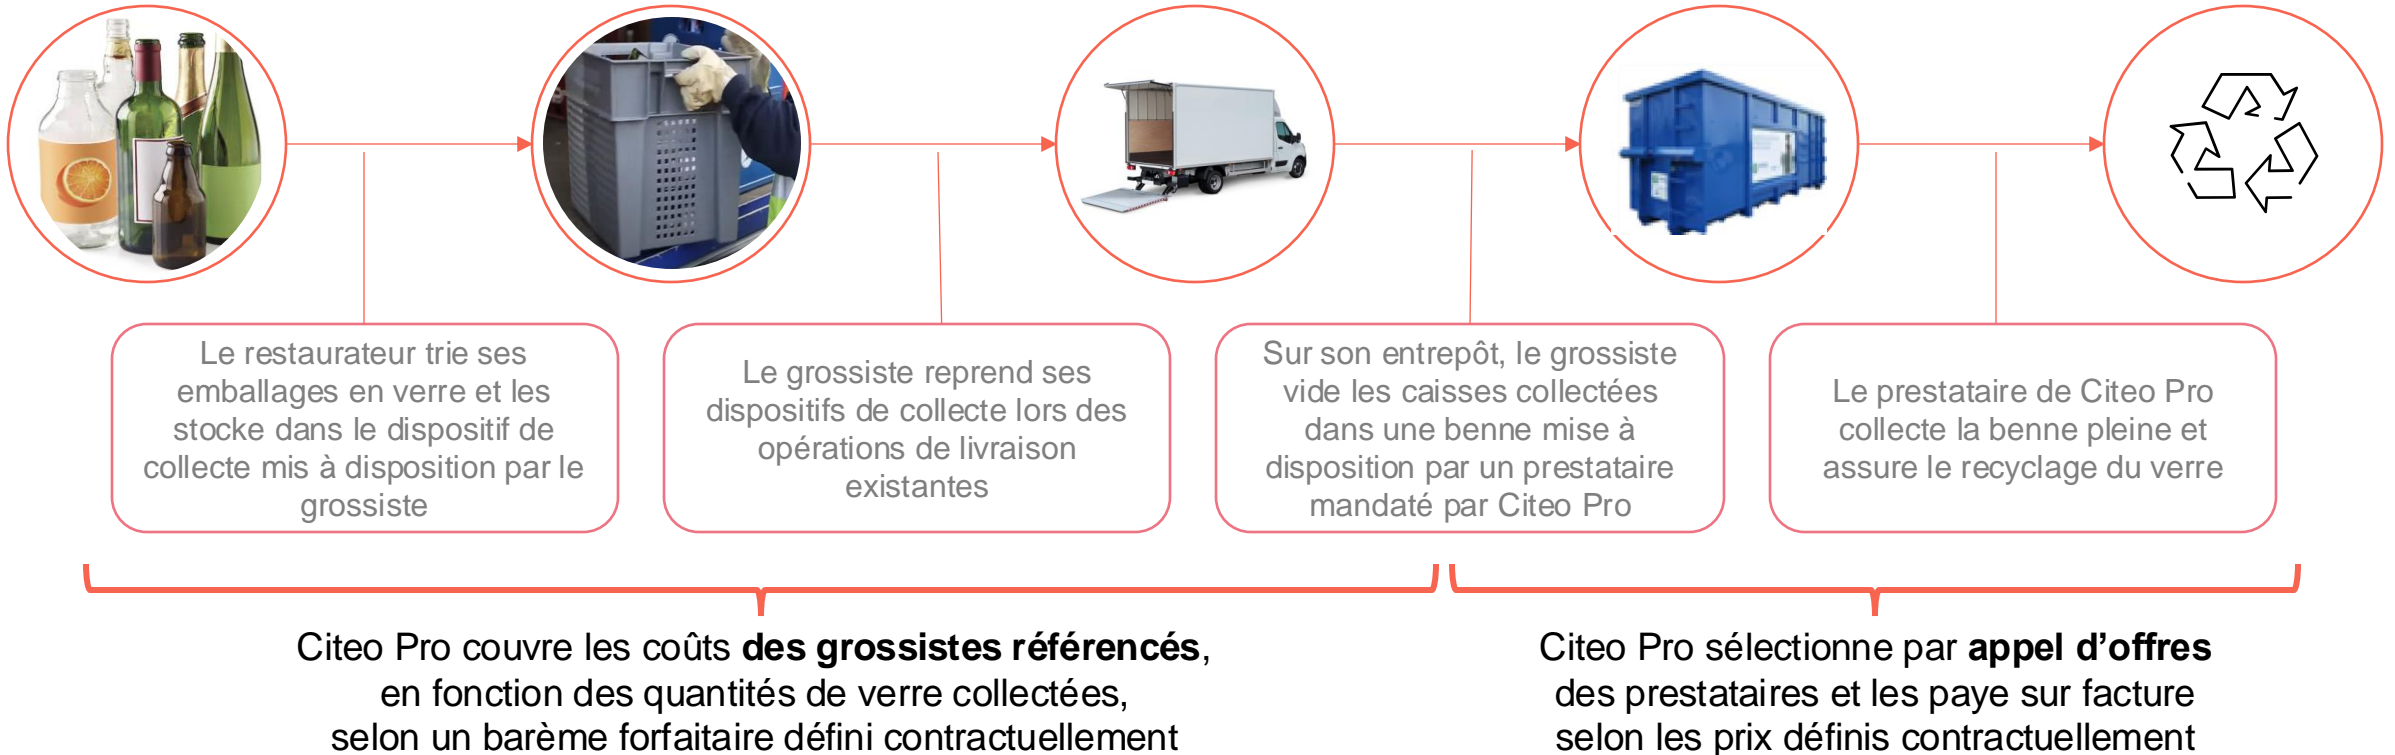 Le restaurateur trie ses
emballages en verre et les
stocke dans le dispositif de
collecte mis à disposition par le
grossiste
Le grossiste reprend ses
dispositifs de collecte lors des
opérations de livraison
existantes
Sur son entrepôt, le grossiste
vide les caisses collectées
dans une benne mise à
disposition par un prestataire
mandaté par Citeo Pro
Le prestataire de Citeo Pro
collecte la benne pleine et
assure le recyclage du verre
Citeo Pro couvre les coûts des grossistes référencés,
en fonction des quantités de verre collectées,
selon un barème forfaitaire défini contractuellement
Citeo Pro sélectionne par appel d’offres
des prestataires et les paye sur facture
selon les prix définis contractuellement